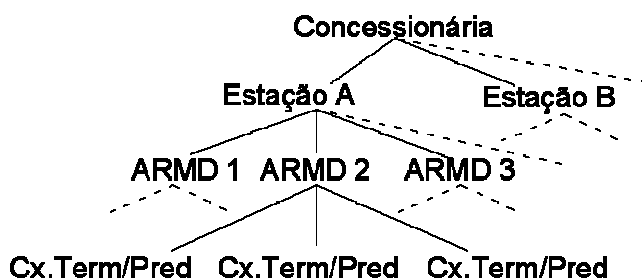 Concessionária
Estação A Estação B
ARMD 1 ARMD 2 ARMD 3
Cx.Term/Pred Cx.Term/Pred Cx.Term/Pred